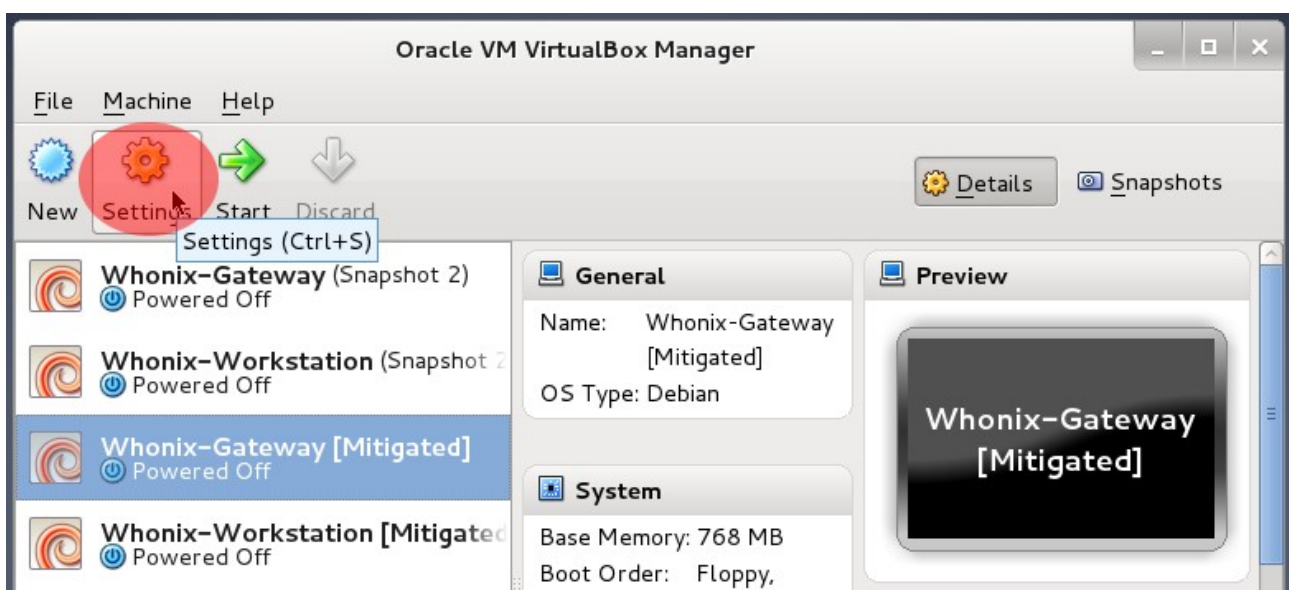 Oracle VM VirtualBox Manager
File Machine Help
New Settings Start Discard
Details Snapshots
Settings (Ctrl+S)
Whonix-Gateway (Snapshot 2)
Powered Off
Whonix-Workstation (Snapshot 2
Powered Off
Whonix-Gateway [Mitigated]
Powered Off
Whonix-Workstation [Mitigated
Powered Off
General
Name: Whonix-Gateway
[Mitigated]
OS Type: Debian
System
Base Memory: 768 MB
Boot Order: Floppy,
Preview
Whonix-Gateway
[Mitigated]